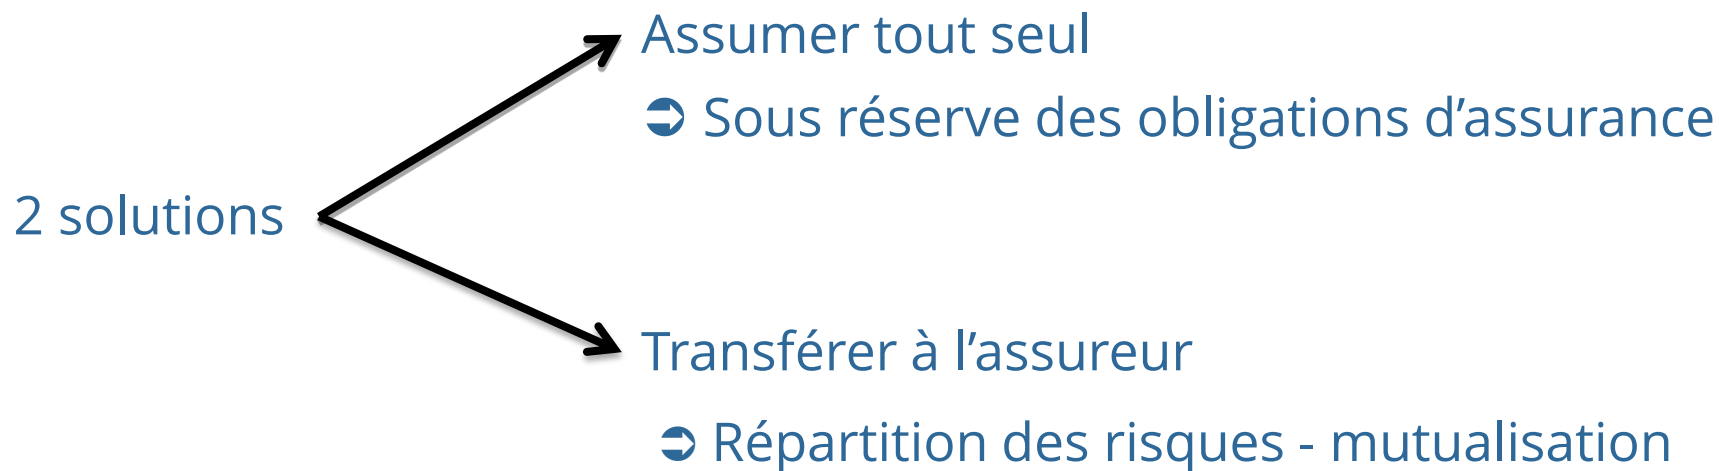 Assumer tout seul
➲ Sous réserve des obligations d’assurance
2 solutions
Transférer à l’assureur
➲ Répartition des risques - mutualisation